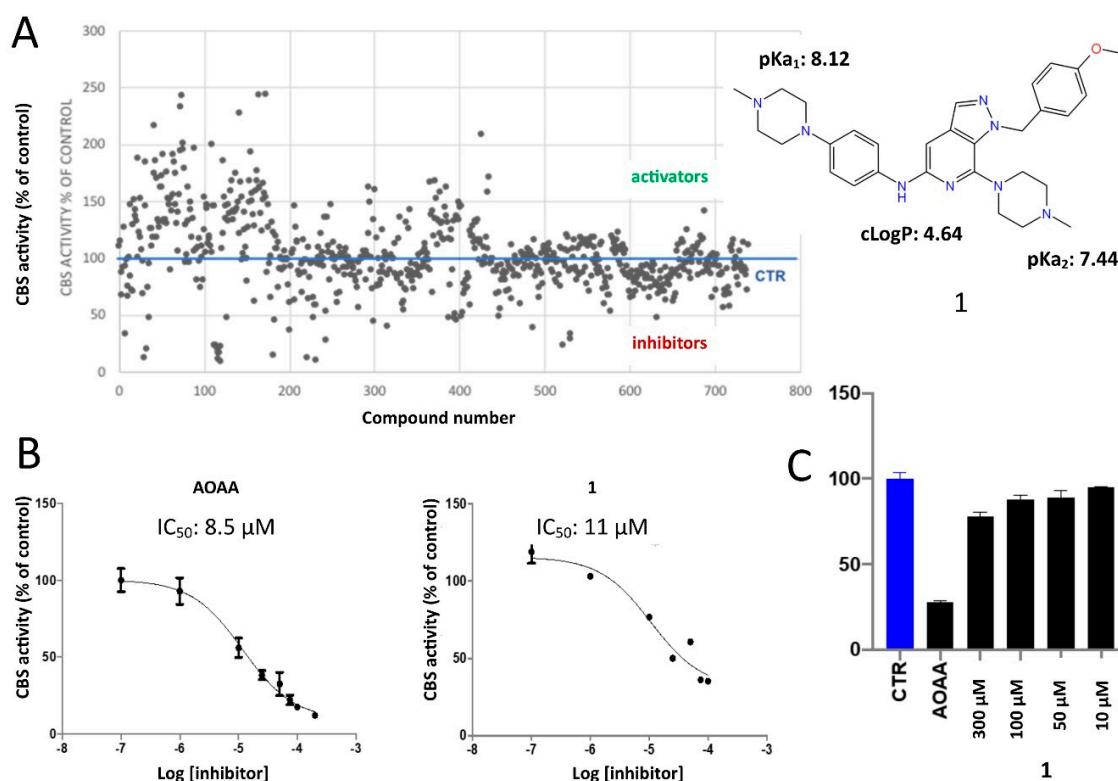 A
CBS activity (% of control)
CBS ACTIVITY % OF CONTROL
300
250
200
150
100
50
0
activators
CTR
inhibitors
0 100 200 300 400 500 600 700 800
Compound number
pKa₁: 8.12
O
N
N
N
N
N
H
N
N
N
cLogP: 4.64
pKa₂: 7.44
1
B
AOAA
IC₅₀: 8.5 µM
CBS activity (% of control)
150
100
50
0
-8 -7 -6 -5 -4 -3
Log [inhibitor]
1
IC₅₀: 11 µM
CBS activity (% of control)
150
100
50
0
-8 -7 -6 -5 -4 -3
Log [inhibitor]
C
150
100
50
0
CTR
AOAA
300 µM
100 µM
50 µM
10 µM
1